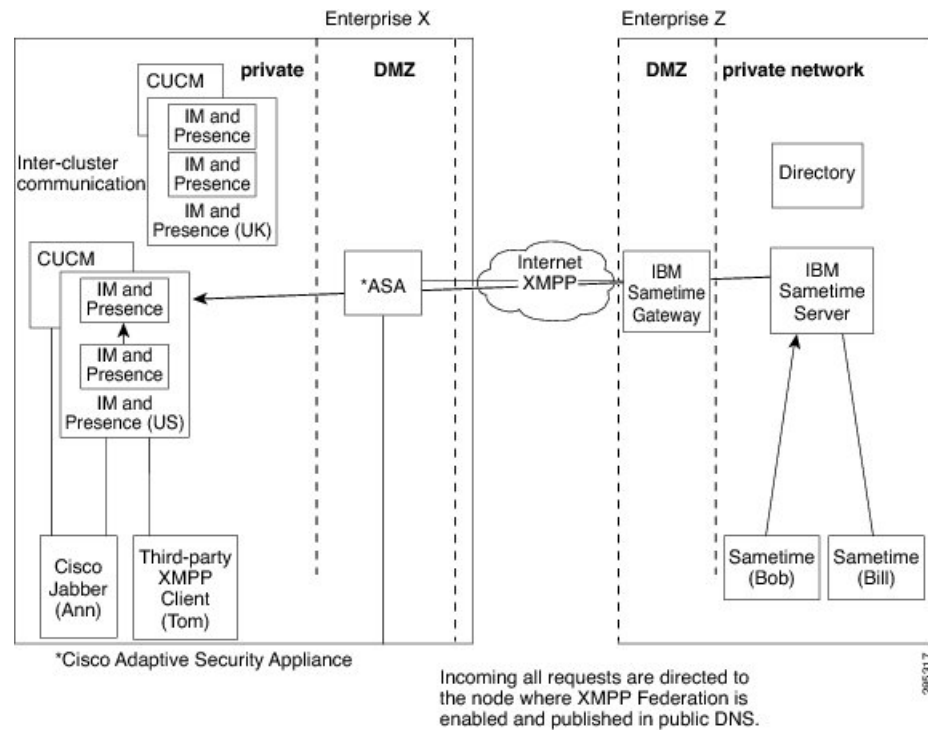 Enterprise X
Enterprise Z
private
DMZ
DMZ
private network
CUCM
IM and
Presence
IM and
Presence
IM and
Presence (UK)
Inter-cluster
communication
Directory
CUCM
IM and
Presence
IM and
Presence
IM and
Presence (US)
*ASA
Internet
XMPP
IBM
Sametime
Gateway
IBM
Sametime
Server
Cisco
Jabber
(Ann)
Third-party
XMPP
Client
(Tom)
Sametime
(Bob)
Sametime
(Bill)
*Cisco Adaptive Security Appliance
Incoming all requests are directed to
the node where XMPP Federation is
enabled and published in public DNS.